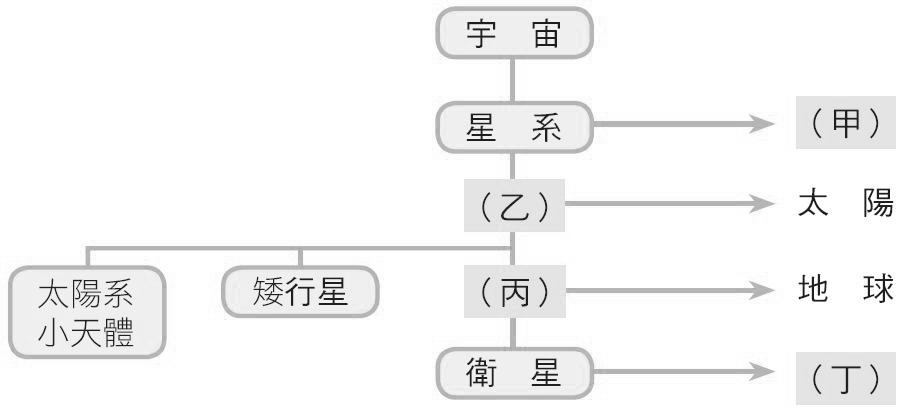 宇宙
星系
（甲）
（乙）
太陽
太陽系
小天體
矮行星
（丙）
地球
衛星
（丁）